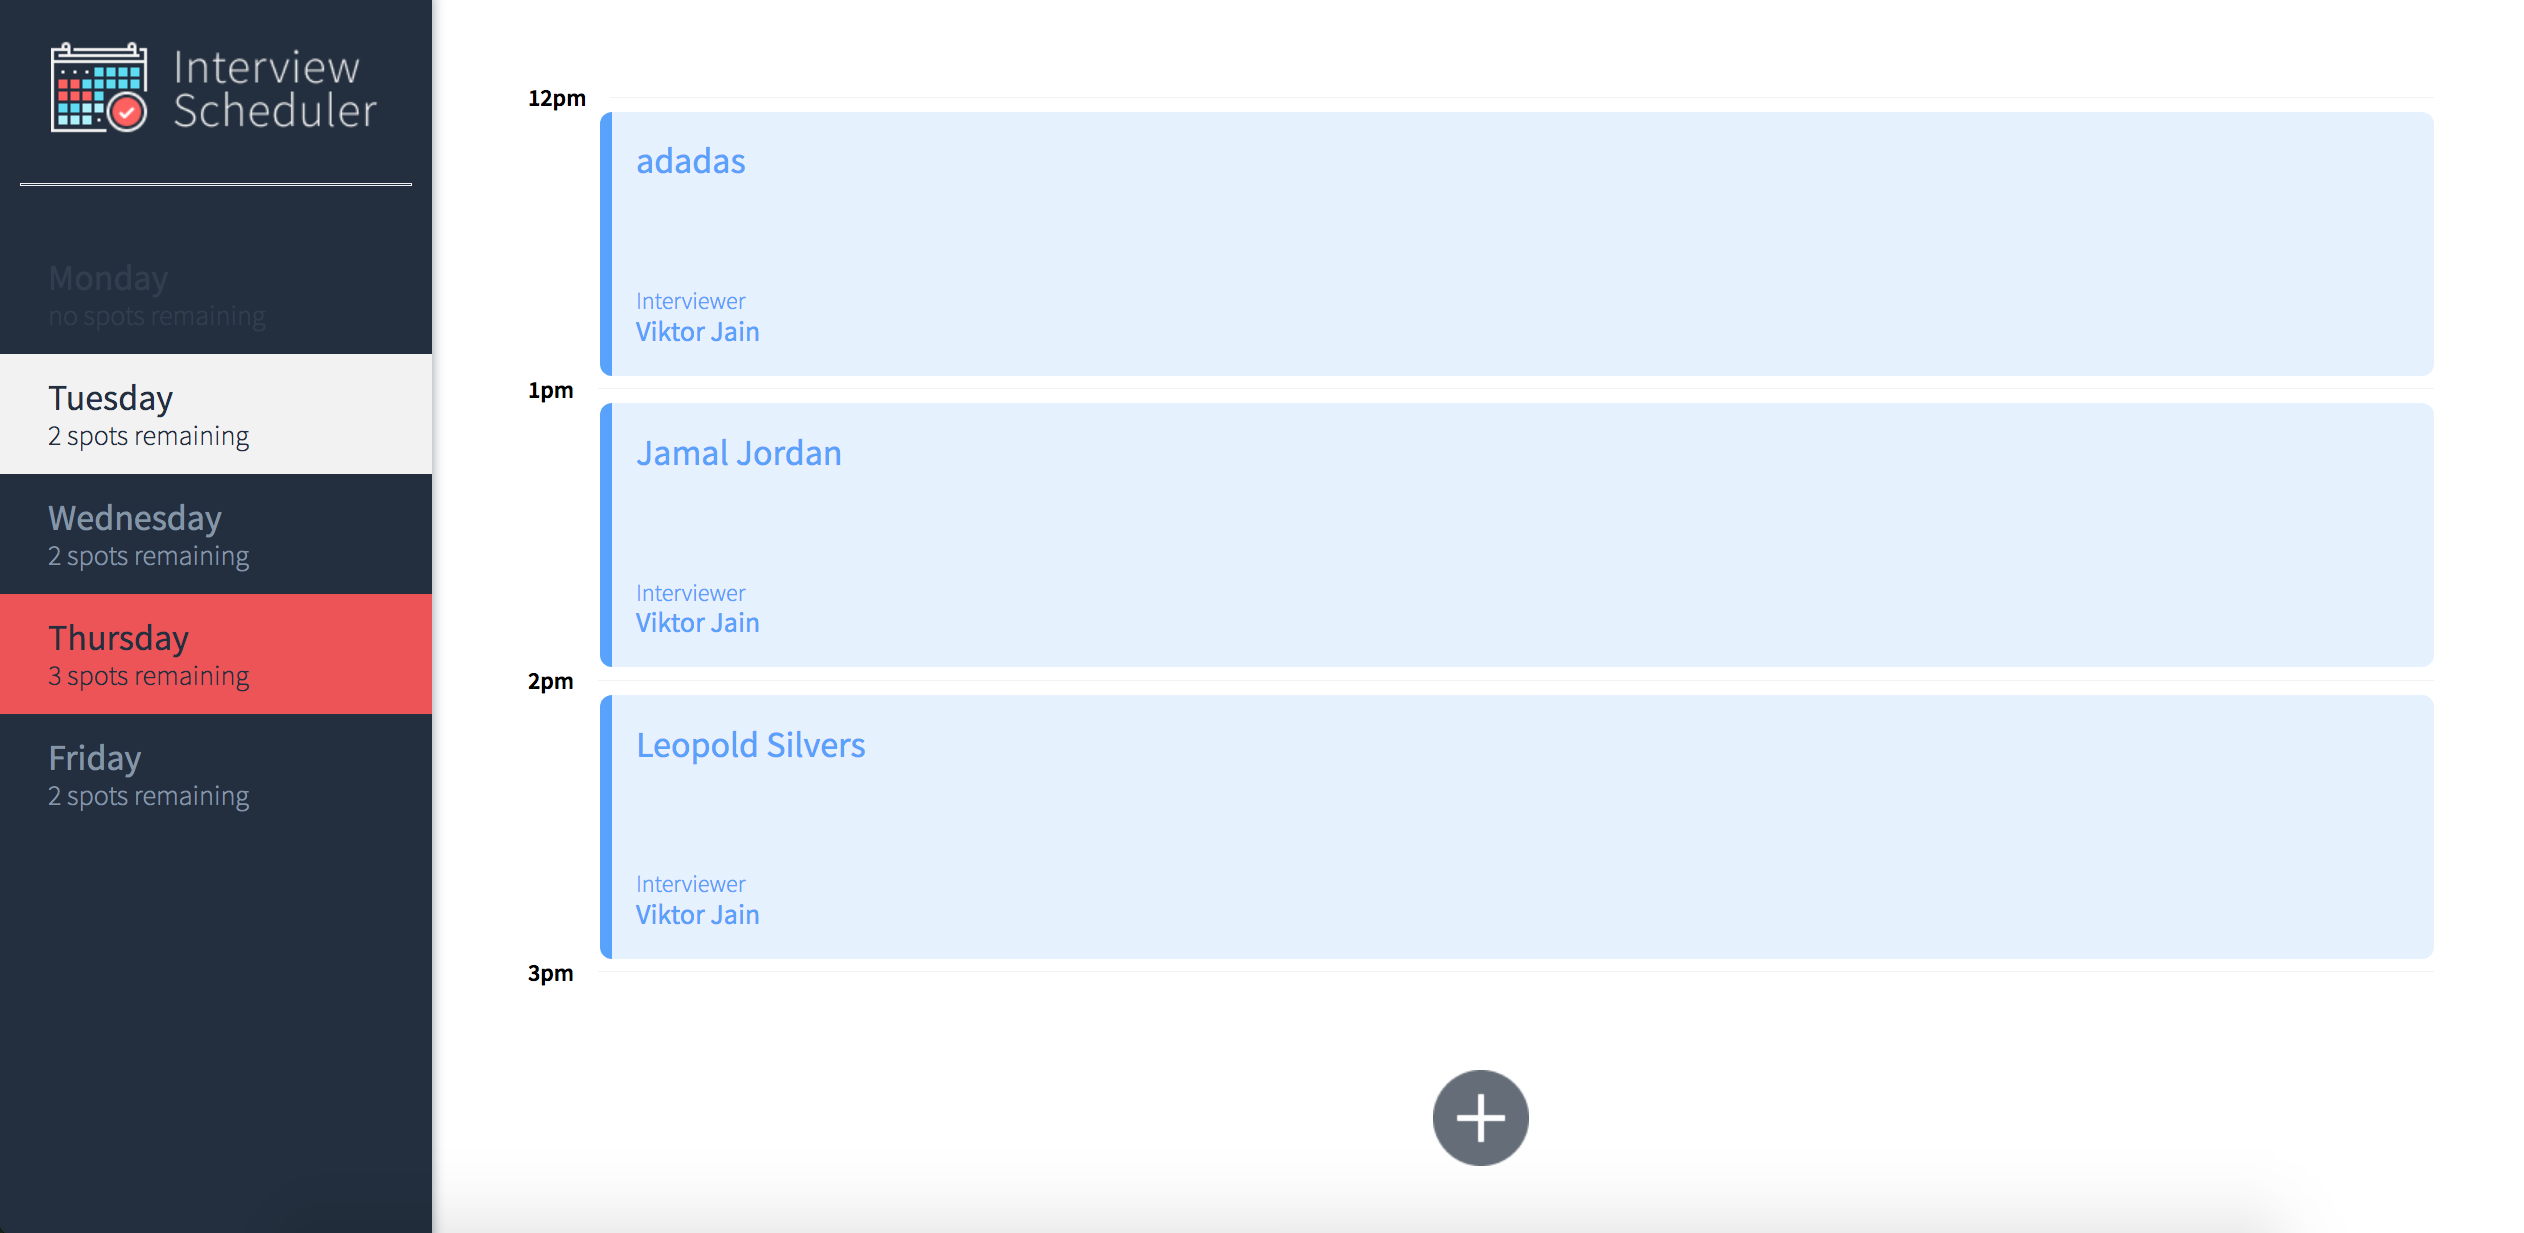 Interview
Scheduler
Monday
no spots remaining
Tuesday
2 spots remaining
Wednesday
2 spots remaining
Thursday
3 spots remaining
Friday
2 spots remaining
12pm
adadas
Interviewer
Viktor Jain
1pm
Jamal Jordan
Interviewer
Viktor Jain
2pm
Leopold Silvers
Interviewer
Viktor Jain
3pm